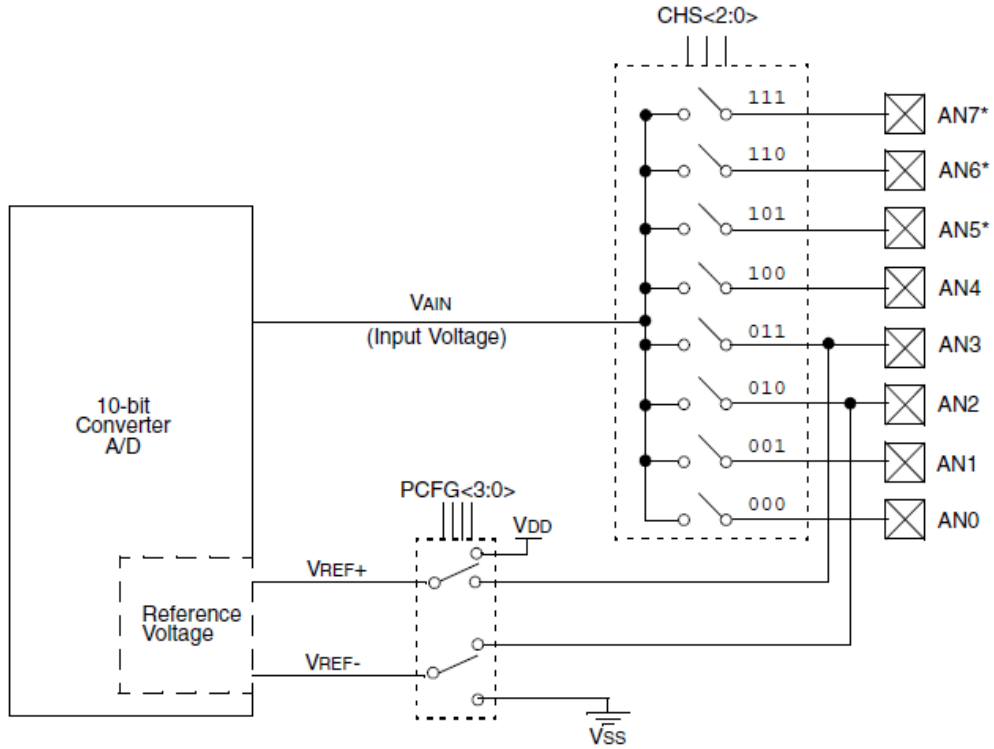 CHS<2:0>
111 AN7*
110 AN6*
101 AN5*
100 AN4
VAIN
(Input Voltage)
011 AN3
010 AN2
10-bit
Converter
A/D
001 AN1
PCFG<3:0>
000 AN0
VDD
VREF+
Reference
Voltage
VREF-
VSS